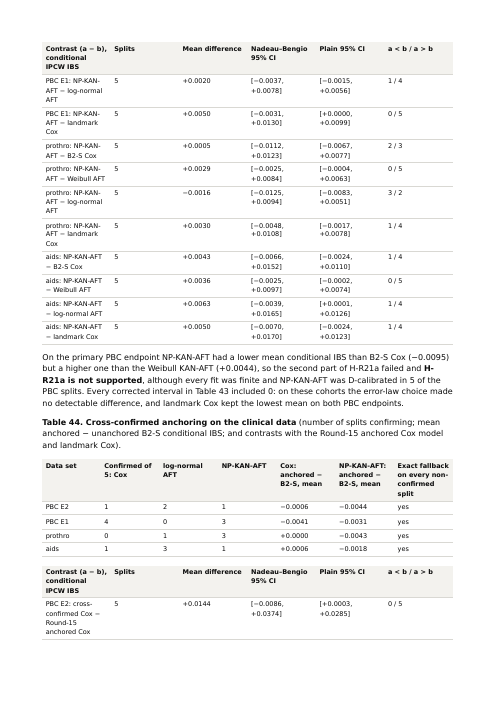 Contrast (a − b), conditional IPCW IBS | Splits | Mean difference | Nadeau–Bengio 95% CI | Plain 95% CI | a < b / a > b
PBC E1: NP-KAN-AFT − log-normal AFT | 5 | +0.0020 | [−0.0037, +0.0078] | [−0.0015, +0.0056] | 1 / 4
PBC E1: NP-KAN-AFT − landmark Cox | 5 | +0.0050 | [−0.0031, +0.0130] | [+0.0000, +0.0099] | 0 / 5
prothro: NP-KAN-AFT − B2-S Cox | 5 | +0.0005 | [−0.0112, +0.0123] | [−0.0067, +0.0077] | 2 / 3
prothro: NP-KAN-AFT − Weibull AFT | 5 | +0.0029 | [−0.0025, +0.0084] | [−0.0004, +0.0063] | 0 / 5
prothro: NP-KAN-AFT − log-normal AFT | 5 | −0.0016 | [−0.0125, +0.0094] | [−0.0083, +0.0051] | 3 / 2
prothro: NP-KAN-AFT − landmark Cox | 5 | +0.0030 | [−0.0048, +0.0108] | [−0.0017, +0.0078] | 1 / 4
aids: NP-KAN-AFT − B2-S Cox | 5 | +0.0043 | [−0.0066, +0.0152] | [−0.0024, +0.0110] | 1 / 4
aids: NP-KAN-AFT − Weibull AFT | 5 | +0.0036 | [−0.0025, +0.0097] | [−0.0002, +0.0074] | 0 / 5
aids: NP-KAN-AFT − log-normal AFT | 5 | +0.0063 | [−0.0039, +0.0165] | [+0.0001, +0.0126] | 1 / 4
aids: NP-KAN-AFT − landmark Cox | 5 | +0.0050 | [−0.0070, +0.0170] | [−0.0024, +0.0123] | 1 / 4
On the primary PBC endpoint NP-KAN-AFT had a lower mean conditional IBS than B2-S Cox (−0.0095)
but a higher one than the Weibull KAN-AFT (+0.0044), so the second part of H-R21a failed and H-
R21a is not supported, although every fit was finite and NP-KAN-AFT was D-calibrated in 5 of the
PBC splits. Every corrected interval in Table 43 included 0: on these cohorts the error-law choice made
no detectable difference, and landmark Cox kept the lowest mean on both PBC endpoints.
Table 44. Cross-confirmed anchoring on the clinical data (number of splits confirming; mean
anchored − unanchored B2-S conditional IBS; and contrasts with the Round-15 anchored Cox model
and landmark Cox).
Data set | Confirmed of 5: Cox | log-normal AFT | NP-KAN-AFT | Cox: anchored − B2-S, mean | NP-KAN-AFT: anchored − B2-S, mean | Exact fallback on every non-confirmed split
PBC E2 | 1 | 2 | 1 | −0.0006 | −0.0044 | yes
PBC E1 | 4 | 0 | 3 | −0.0041 | −0.0031 | yes
prothro | 0 | 1 | 3 | +0.0000 | −0.0043 | yes
aids | 1 | 3 | 1 | +0.0006 | −0.0018 | yes
Contrast (a − b), conditional IPCW IBS | Splits | Mean difference | Nadeau–Bengio 95% CI | Plain 95% CI | a < b / a > b
PBC E2: cross-confirmed Cox − Round-15 anchored Cox | 5 | +0.0144 | [−0.0086, +0.0374] | [+0.0003, +0.0285] | 0 / 5